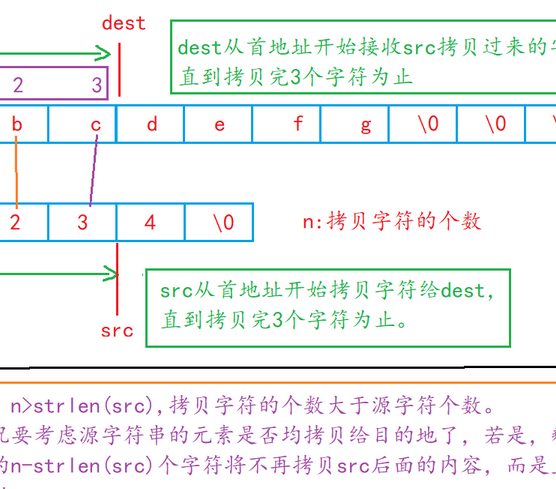 dest
dest从首地址开始接收src拷贝过来的
直到拷贝完3个字符为止
2 3
b c d e f g \0 \0
2 3 4 \0
n:拷贝字符的个数
src从首地址开始拷贝字符给dest,
直到拷贝完3个字符为止。
src
n>strlen(src),拷贝字符的个数大于源字符个数。
要考虑源字符串的元素是否均拷贝给目的地了，若是，
的n-strlen(src)个字符将不再拷贝src后面的内容，而是